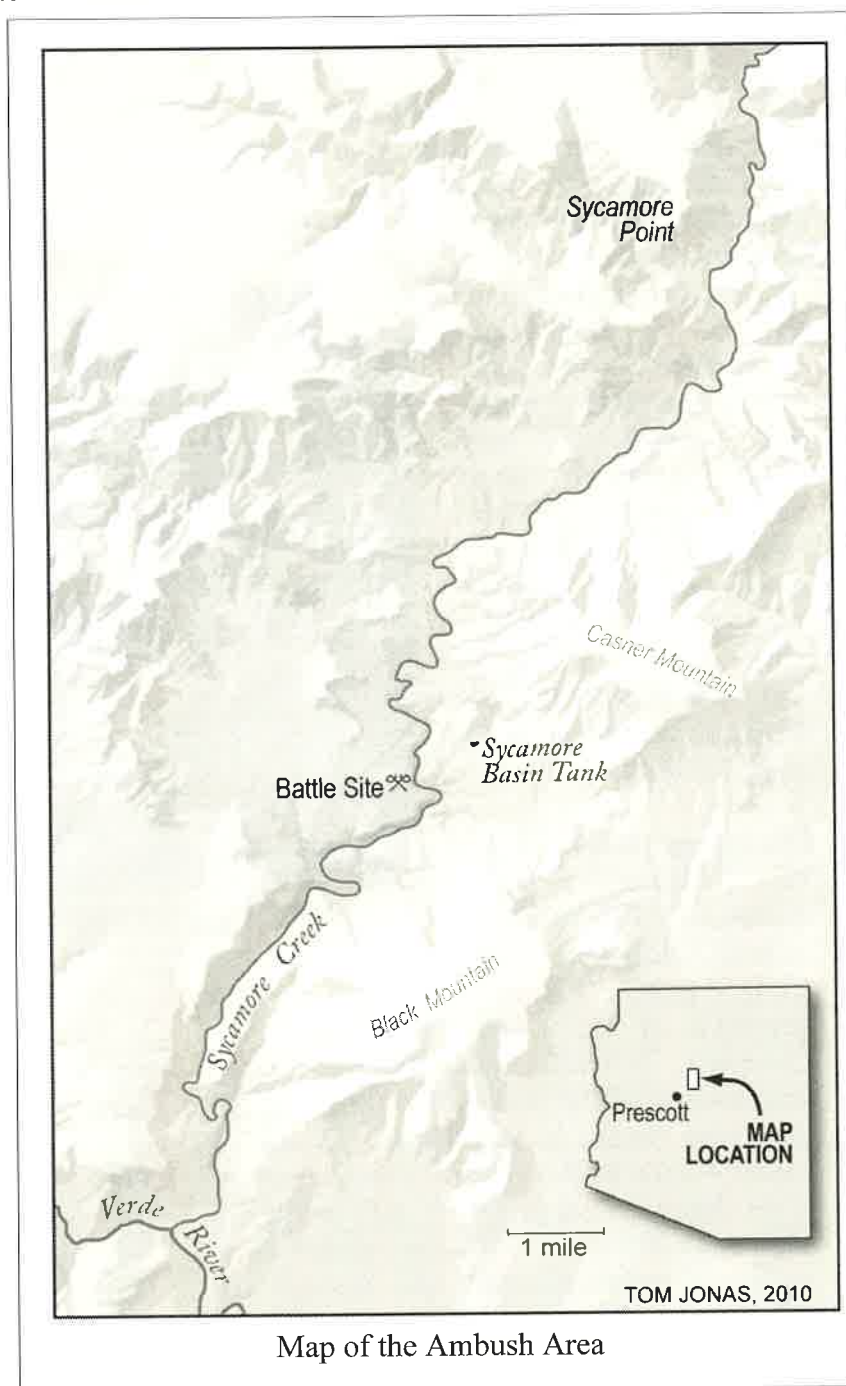 Sycamore
Point
Casner Mountain
Sycamore
Basin Tank
Battle Site
Sycamore Creek
Black Mountain
Prescott
MAP
LOCATION
Verde
River
1 mile
TOM JONAS, 2010
Map of the Ambush Area